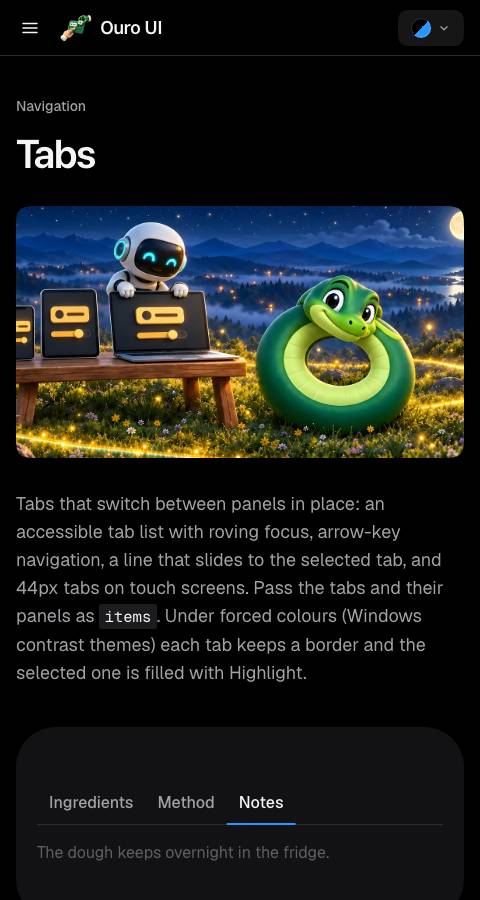 Ouro UI
Navigation
Tabs
Tabs that switch between panels in place: an
accessible tab list with roving focus, arrow-key
navigation, a line that slides to the selected tab, and
44px tabs on touch screens. Pass the tabs and their
panels as items. Under forced colours (Windows
contrast themes) each tab keeps a border and the
selected one is filled with Highlight.
Ingredients Method Notes
The dough keeps overnight in the fridge.